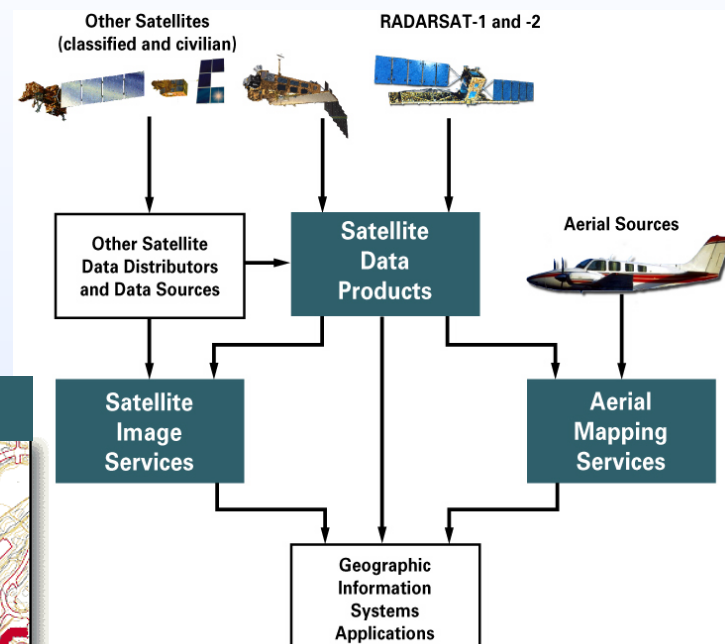 Other Satellites
(classified and civilian)
RADARSAT-1 and -2
Other Satellite
Data Distributors
and Data Sources
Satellite
Data
Products
Aerial Sources
Satellite
Image
Services
Aerial
Mapping
Services
Geographic
Information
Systems
Applications